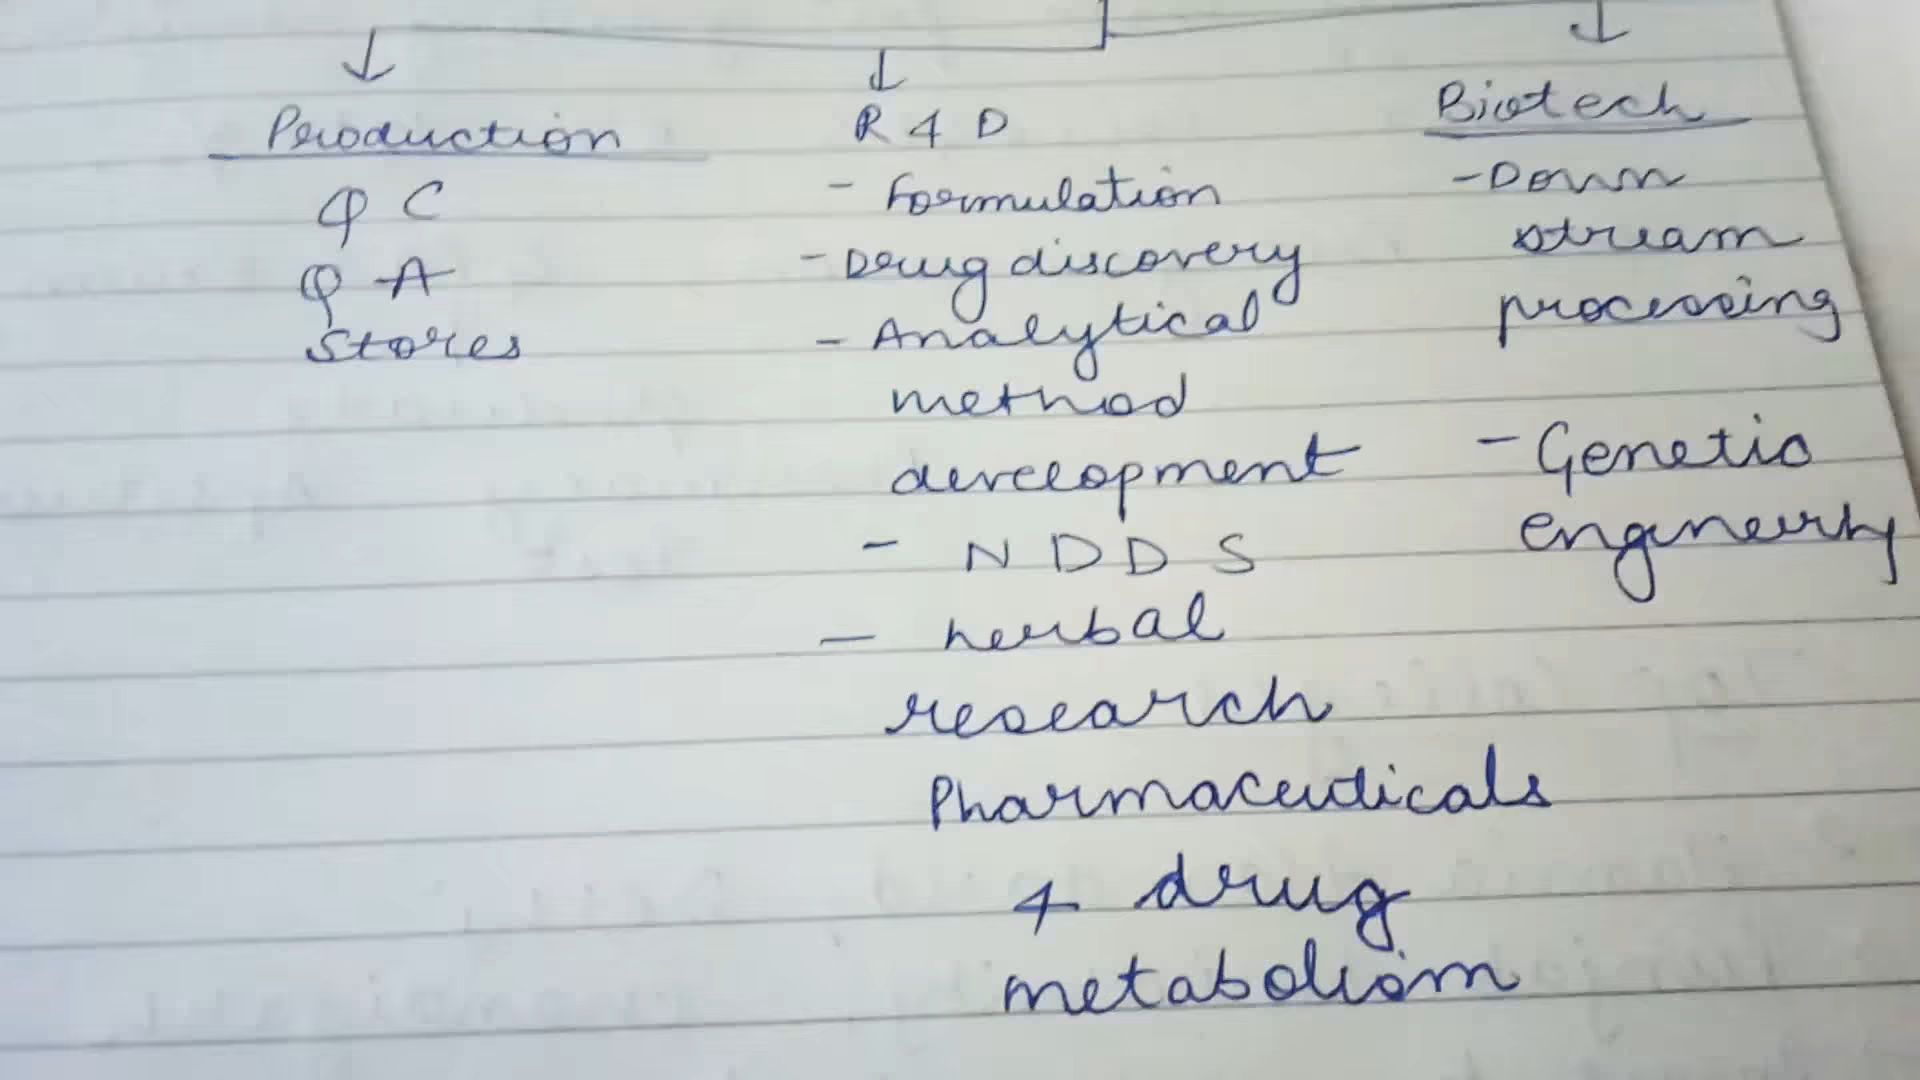 Production
QC
QA
Stores
R & D
- Formulation
- Drug discovery
- Analytical
method
development
- NDDS
- herbal
research
Pharmaceuticals
& drug
metabolism
Biotech
- Down
stream
processing
- Genetic
engineering